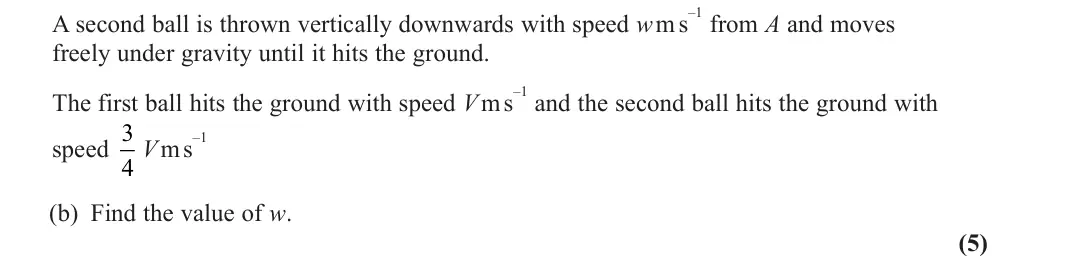 A second ball is thrown vertically downwards with speed w m s⁻¹ from A and moves
freely under gravity until it hits the ground.
The first ball hits the ground with speed V m s⁻¹ and the second ball hits the ground with
speed 3/4 V m s⁻¹
(b) Find the value of w.
(5)